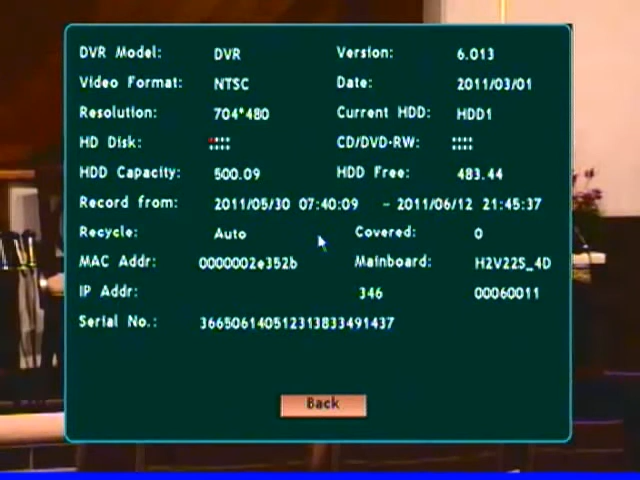 DVR Model: DVR Version: 6.013
Video Format: NTSC Date: 2011/03/01
Resolution: 704*480 Current HDD: HDD1
HD Disk: CD/DVD-RW:
HDD Capacity: 500.09 HDD Free: 483.44
Record from: 2011/05/30 07:40:09 - 2011/06/12 21:45:37
Recycle: Auto Covered: 0
MAC Addr: 0000002e352b Mainboard: H2V22S_4D
IP Addr: 346 00060011
Serial No.: 366506140512313833491437
Back